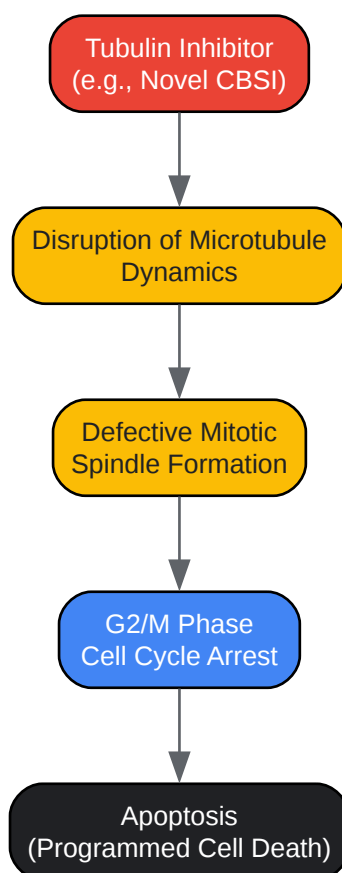 Tubulin Inhibitor
(e.g., Novel CBSI)
Disruption of Microtubule
Dynamics
Defective Mitotic
Spindle Formation
G2/M Phase
Cell Cycle Arrest
Apoptosis
(Programmed Cell Death)